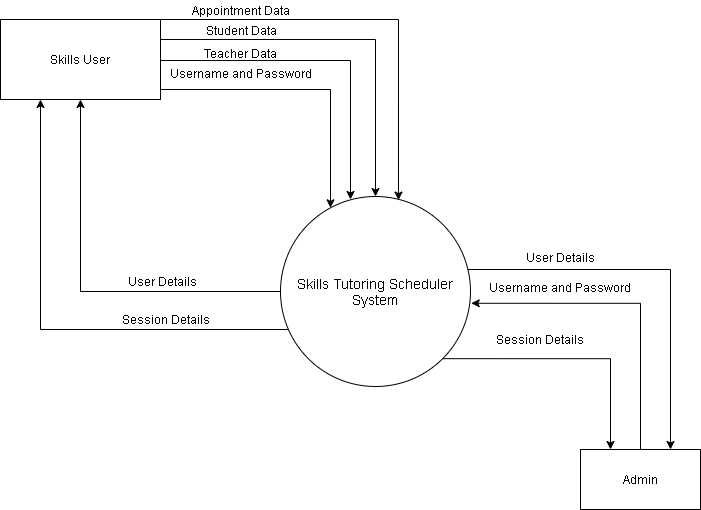 Appointment Data
Student Data
Skills User
Teacher Data
Username and Password
User Details
User Details
Skills Tutoring Scheduler
System
Username and Password
Session Details
Session Details
Admin